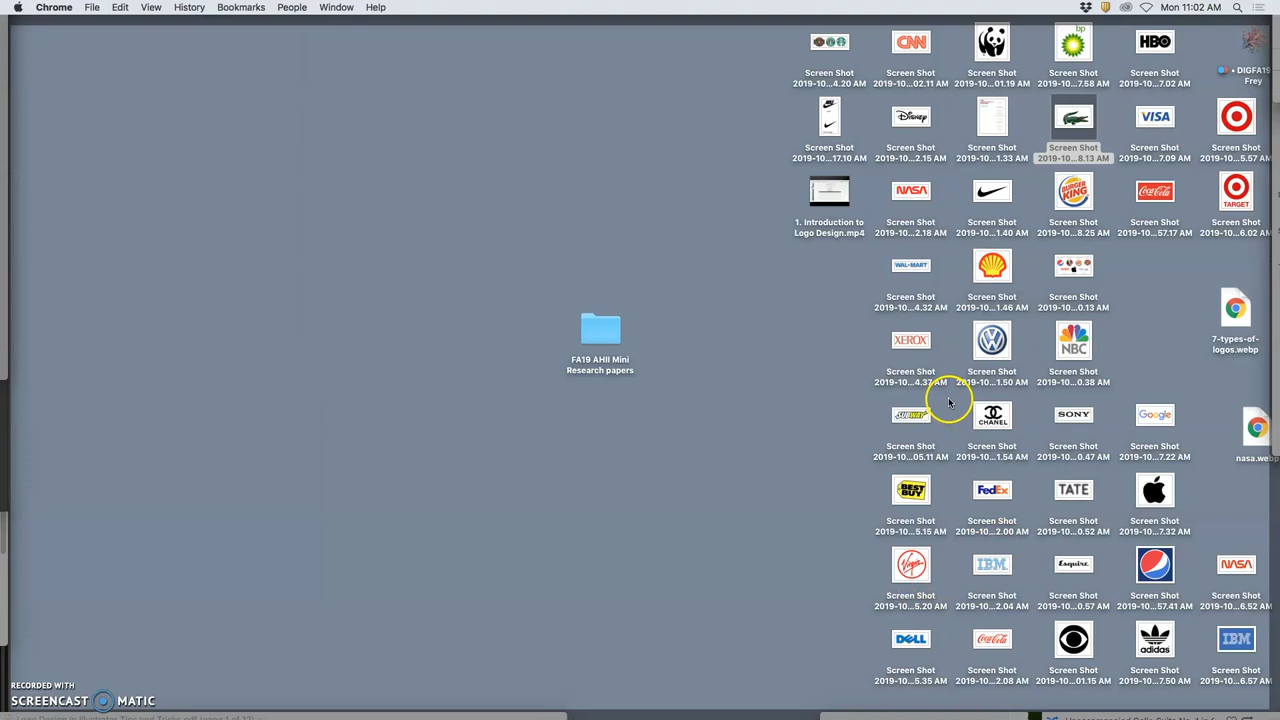 Chrome File Edit View History Bookmarks People Window Help Mon 11:02 AM
CNN bp HBO
Screen Shot Screen Shot Screen Shot Screen Shot Screen Shot • DIGFA19
2019-10...4.20 AM 2019-10...02.11 AM 2019-10...01.19 AM 2019-10...7.58 AM 2019-10...7.02 AM Frey
Disney VISA
Screen Shot Screen Shot Screen Shot Screen Shot Screen Shot Screen Shot
2019-10...17.10 AM 2019-10...2.15 AM 2019-10...1.33 AM 2019-10...8.13 AM 2019-10...7.09 AM 2019-10...5.57 AM
NASA BURGER KING Coca-Cola TARGET
1. Introduction to Screen Shot Screen Shot Screen Shot Screen Shot Screen Shot
Logo Design.mp4 2019-10...2.18 AM 2019-10...1.40 AM 2019-10...8.25 AM 2019-10...57.17 AM 2019-10...6.02 AM
WAL-MART
Screen Shot Screen Shot Screen Shot
2019-10...4.32 AM 2019-10...1.46 AM 2019-10...0.13 AM
7-types-of-
logos.webp
FA19 AHII Mini
Research papers
XEROX NBC
Screen Shot Screen Shot Screen Shot
2019-10...4.37 AM 2019-10...1.50 AM 2019-10...0.38 AM
SUBWAY CHANEL SONY Google
Screen Shot Screen Shot Screen Shot Screen Shot
2019-10...05.11 AM 2019-10...1.54 AM 2019-10...0.47 AM 2019-10...7.22 AM
nasa.webp
BEST BUY FedEx TATE
Screen Shot Screen Shot Screen Shot Screen Shot
2019-10...5.15 AM 2019-10...2.00 AM 2019-10...0.52 AM 2019-10...7.32 AM
Virgin IBM Esquire NASA
Screen Shot Screen Shot Screen Shot Screen Shot Screen Shot
2019-10...5.20 AM 2019-10...2.04 AM 2019-10...0.57 AM 2019-10...57.41 AM 2019-10...6.52 AM
DELL Coca-Cola adidas IBM
Screen Shot Screen Shot Screen Shot Screen Shot Screen Shot
2019-10...5.35 AM 2019-10...2.08 AM 2019-10...01.15 AM 2019-10...7.50 AM 2019-10...6.57 AM
RECORDED WITH
SCREENCAST MATIC